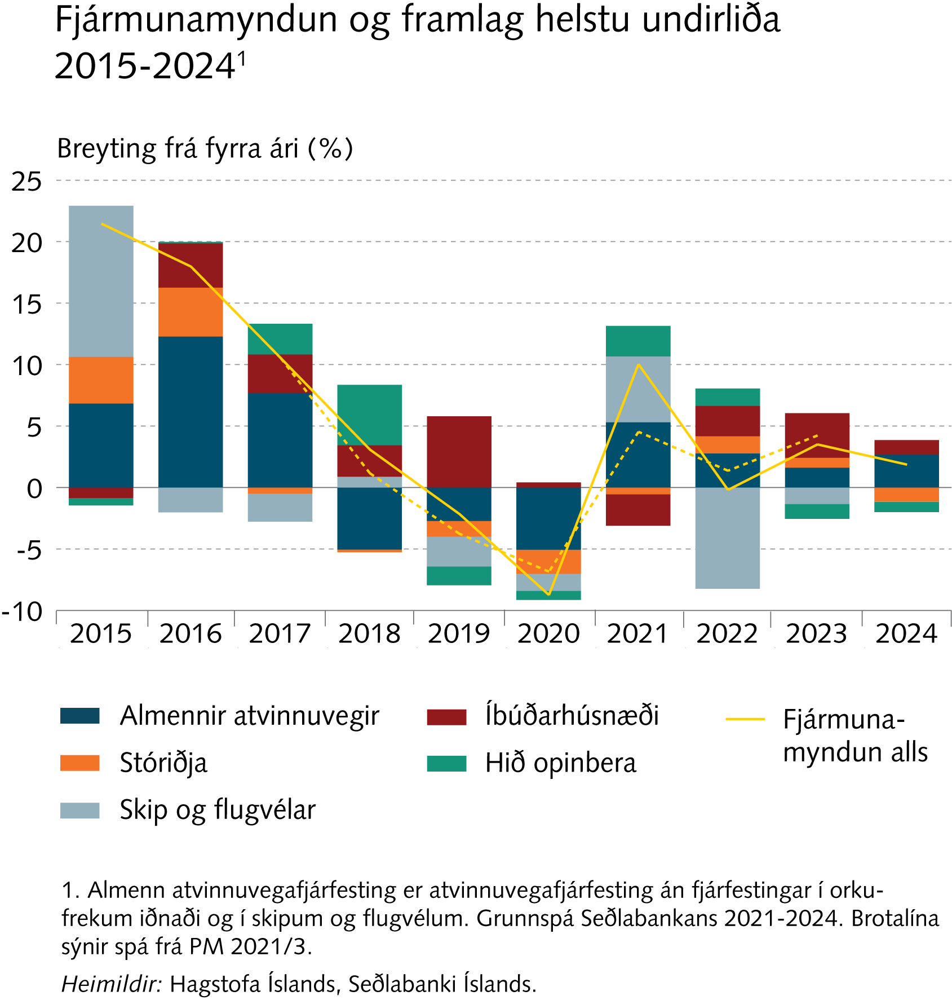 Fjármunamyndun og framlag helstu undirliða
2015-2024¹
Breyting frá fyrra ári (%)
25
20
15
10
5
0
-5
-10
2015 2016 2017 2018 2019 2020 2021 2022 2023 2024
Almennir atvinnuvegir
Stóriðja
Skip og flugvélar
Íbúðarhúsnæði
Hið opinbera
Fjármuna-
myndun alls
1. Almenn atvinnuvegafjárfesting er atvinnuvegafjárfesting án fjárfestingar í orku-
frekum iðnaði og í skipum og flugvélum. Grunnspá Seðlabankans 2021-2024. Brotalína
sýnir spá frá PM 2021/3.
Heimildir: Hagstofa Íslands, Seðlabanki Íslands.